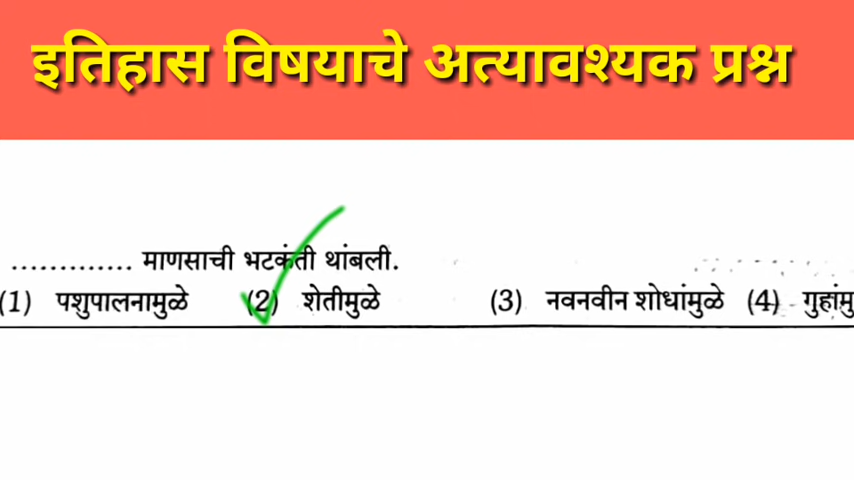 इतिहास विषयाचे अत्यावश्यक प्रश्न
.............. माणसाची भटकंती थांबली.
(1) पशुपालनामुळे (2) शेतीमुळे (3) नवनवीन शोधांमुळे (4)